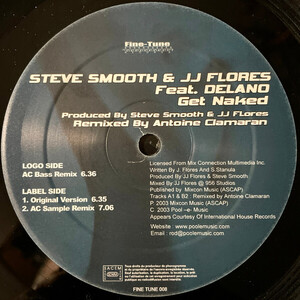 Fine-Tune
STEVE SMOOTH & JJ FLORES
Feat. DELANO
Get Naked
Produced By Steve Smooth & JJ Flores
Remixed By Antoine Clamaran
LOGO SIDE
AC Bass Remix 6.36
LABEL SIDE
1. Original Version 6.35
2. AC Sample Remix 7.06
Licensed From Mix Connection Multimedia Inc.
Written By J. Flores And S.Stanula
Produced By JJ Flores & Steve Smooth
Mixed By JJ Flores @ 956 Studios
Published by Mixxon Music (ASCAP)
Tracks A1 & B2 : Remixed by Antoine Clamaran
P. 2003 Mixxon Music (ASCAP)
C. 2003 Pool -e- Music
Appears Courtesy Of International House Records
Website : www.poolemusic.com
Email : rod@poolemusic.com
SACEM
FINE TUNE 008